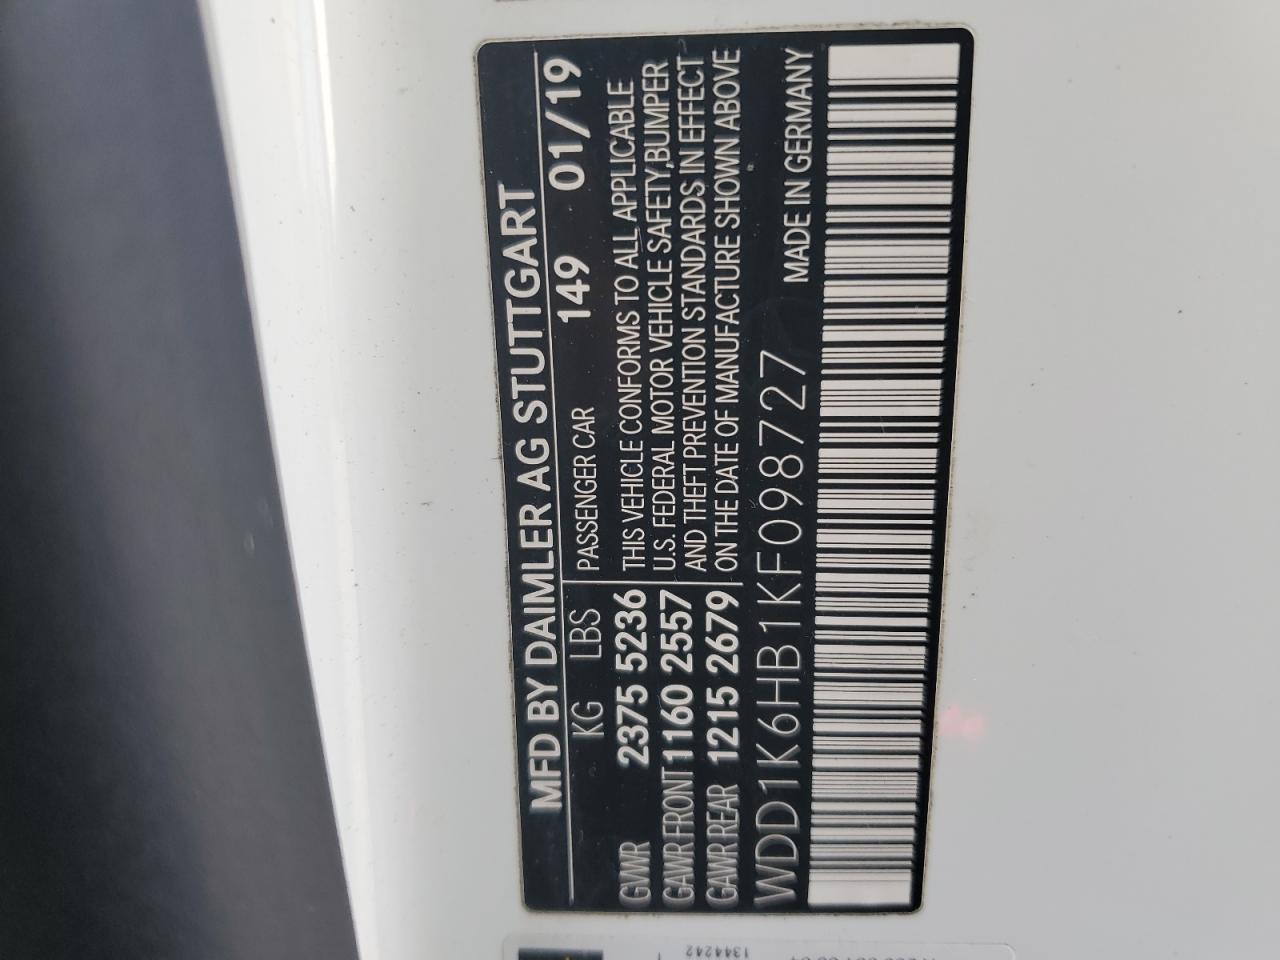 MFD BY DAIMLER AG STUTTGART
KG LBS PASSENGER CAR 149 01/19
GVWR 2375 5236 THIS VEHICLE CONFORMS TO ALL APPLICABLE
GAWR FRONT 1160 2557 U.S. FEDERAL MOTOR VEHICLE SAFETY,BUMPER
GAWR REAR 1215 2679 AND THEFT PREVENTION STANDARDS IN EFFECT
ON THE DATE OF MANUFACTURE SHOWN ABOVE
WDD1K6HB1KF098727 MADE IN GERMANY
1344242